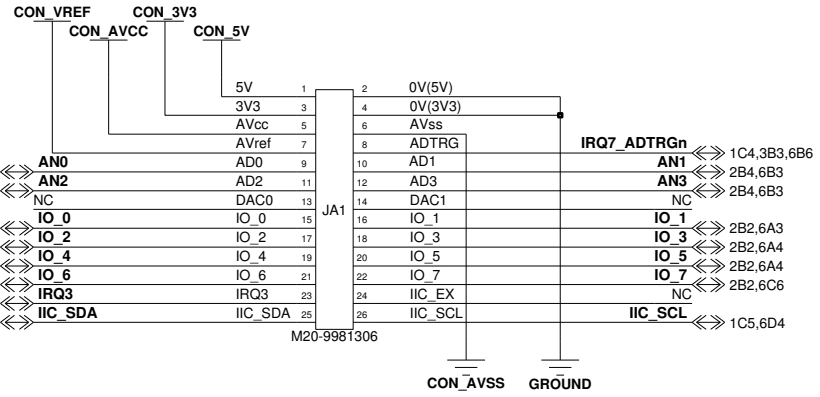 CON_VREF CON_3V3
CON_AVCC CON_5V
5V 1 2 0V(5V)
3V3 3 4 0V(3V3)
AVcc 5 6 AVss
AVref 7 8 ADTRG IRQ7_ADTRGn 1C4,3B3,6B6
AN0 AD0 9 10 AD1 AN1 2B4,6B3
AN2 AD2 11 12 AD3 AN3 2B4,6B3
NC DAC0 13 14 DAC1 NC
JA1
IO_0 IO_0 15 16 IO_1 IO_1 2B2,6A3
IO_2 IO_2 17 18 IO_3 IO_3 2B2,6A4
IO_4 IO_4 19 20 IO_5 IO_5 2B2,6A4
IO_6 IO_6 21 22 IO_7 IO_7 2B2,6C6
IRQ3 IRQ3 23 24 IIC_EX NC
IIC_SDA IIC_SDA 25 26 IIC_SCL IIC_SCL 1C5,6D4
M20-9981306
CON_AVSS GROUND